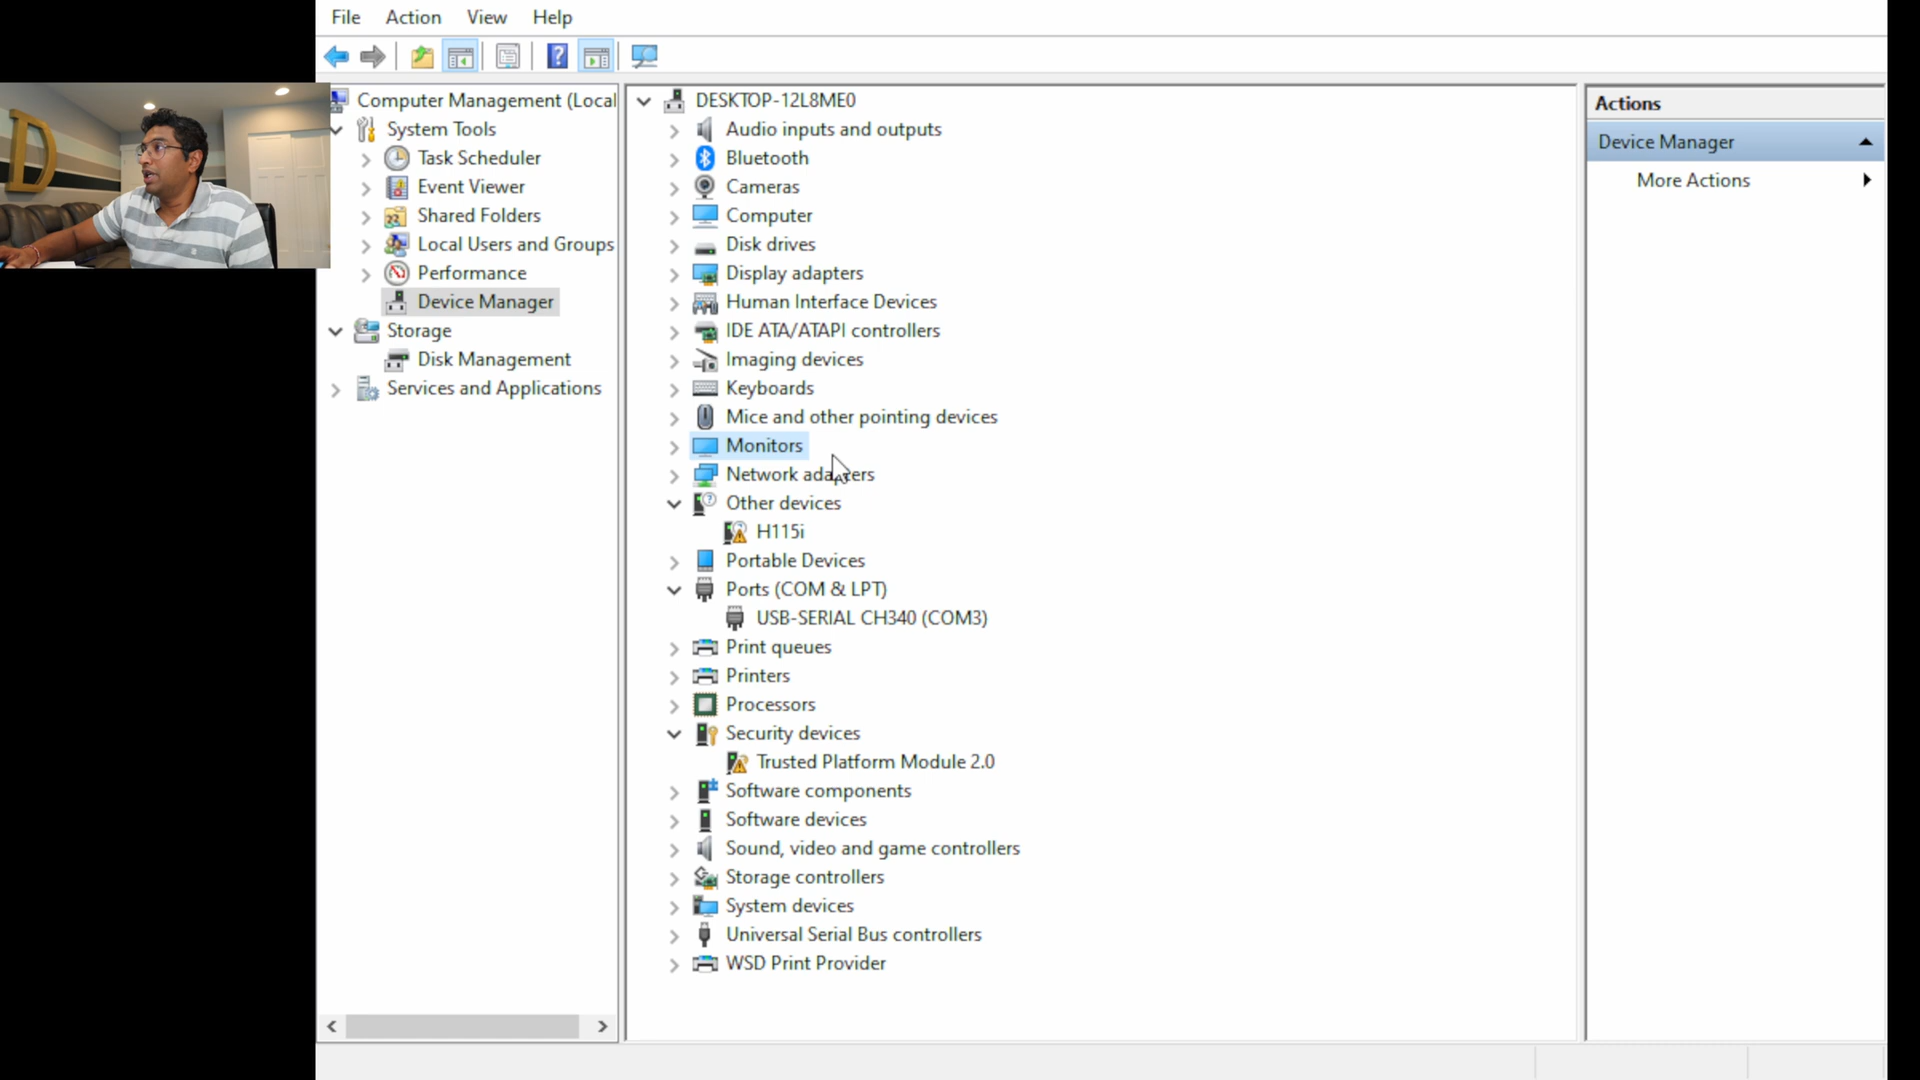 File Action View Help
Computer Management (Local
System Tools
Task Scheduler
Event Viewer
Shared Folders
Local Users and Groups
Performance
Device Manager
Storage
Disk Management
Services and Applications
DESKTOP-12L8ME0
Audio inputs and outputs
Bluetooth
Cameras
Computer
Disk drives
Display adapters
Human Interface Devices
IDE ATA/ATAPI controllers
Imaging devices
Keyboards
Mice and other pointing devices
Monitors
Network adapters
Other devices
H115i
Portable Devices
Ports (COM & LPT)
USB-SERIAL CH340 (COM3)
Print queues
Printers
Processors
Security devices
Trusted Platform Module 2.0
Software components
Software devices
Sound, video and game controllers
Storage controllers
System devices
Universal Serial Bus controllers
WSD Print Provider
Actions
Device Manager
More Actions
D